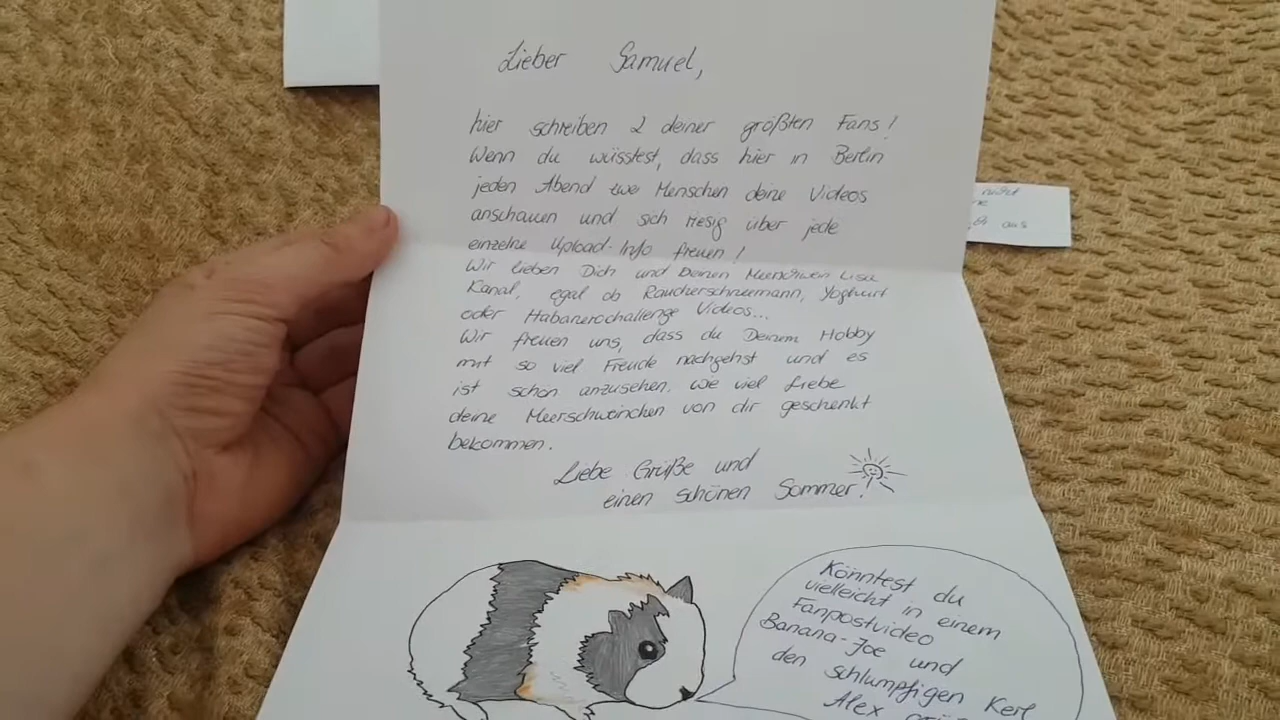 Lieber Samuel,
hier schreiben 2 deiner größten Fans!
Wenn du wüsstest, dass hier in Berlin
jeden Abend zwei Menschen deine Videos
anschauen und sich riesig über jede
einzelne Upload-Info freuen!
Wir lieben Dich und Deinen Meerschwein Lisa
Kanal, egal ob Räucherschneemann, Yoghurt
oder Habanerochallenge Videos...
Wir freuen uns, dass du Deinem Hobby
mit so viel Freude nachgehst und es
ist schön anzusehen, wie viel Liebe
deine Meerschweinchen von dir geschenkt
bekommen.
Liebe Grüße und
einen schönen Sommer!
Könntest du
vielleicht in einem
Fanpostvideo
Banana-Joe und
den schlumpfigen Kerl
Alex
aus